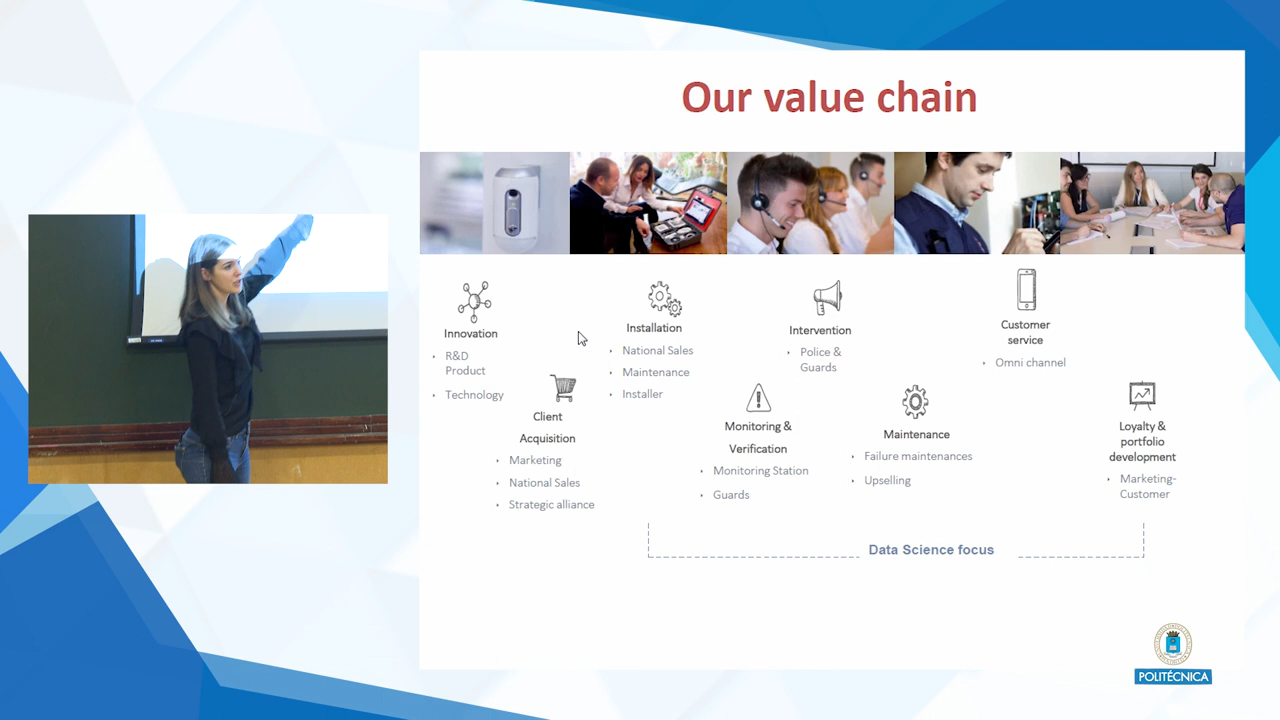 Our value chain
Innovation
R&D
Product
Technology
Client
Acquisition
Marketing
National Sales
Strategic alliance
Installation
National Sales
Maintenance
Installer
Monitoring &
Verification
Monitoring Station
Guards
Intervention
Police &
Guards
Maintenance
Failure maintenances
Upselling
Customer
service
Omni channel
Loyalty &
portfolio
development
Marketing-
Customer
Data Science focus
POLITÉCNICA